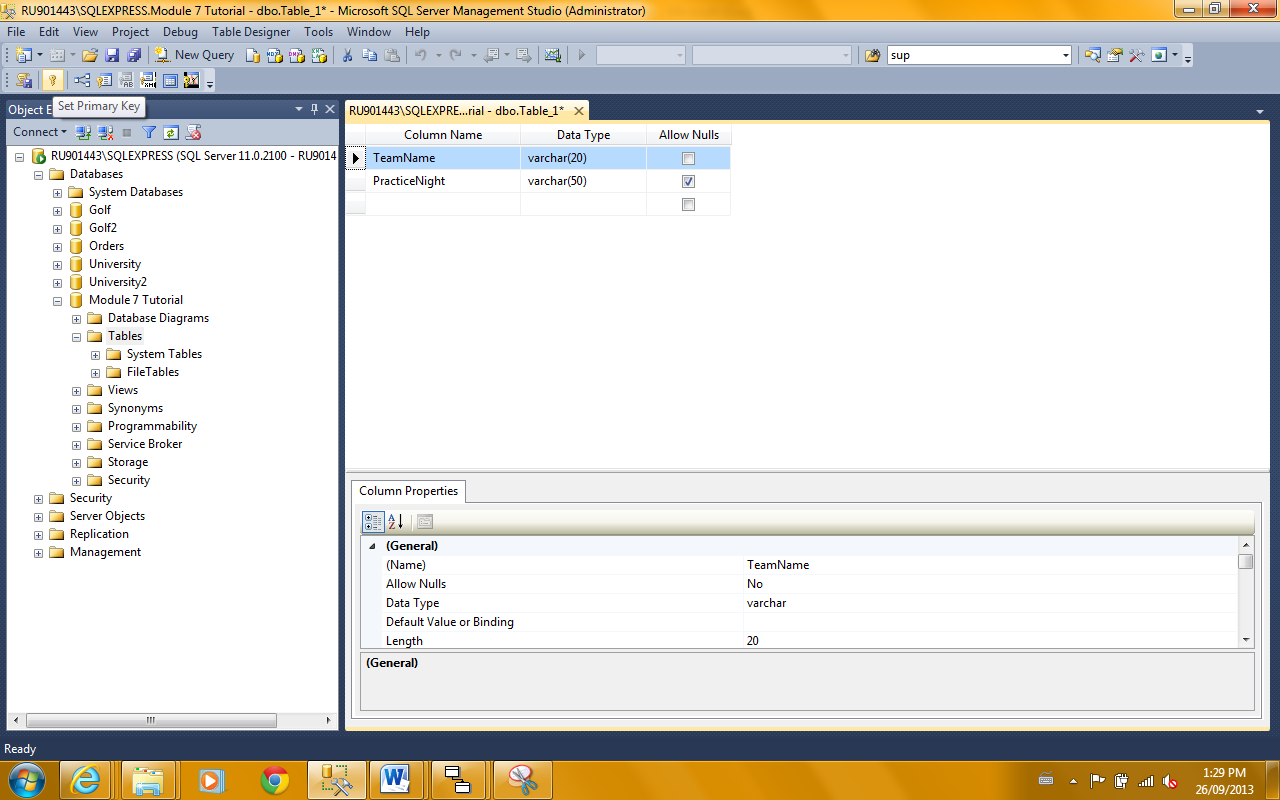 RU901443\SQLEXPRESS.Module 7 Tutorial - dbo.Table_1* - Microsoft SQL Server Management Studio (Administrator)
File Edit View Project Debug Table Designer Tools Window Help
New Query sup
Set Primary Key
Object E
RU901443\SQLEXPRE...rial - dbo.Table_1*
Connect
Column Name Data Type Allow Nulls
TeamName varchar(20)
PracticeNight varchar(50)
RU901443\SQLEXPRESS (SQL Server 11.0.2100 - RU9014
Databases
System Databases
Golf
Golf2
Orders
University
University2
Module 7 Tutorial
Database Diagrams
Tables
System Tables
FileTables
Views
Synonyms
Programmability
Service Broker
Storage
Security
Security
Server Objects
Replication
Management
Column Properties
(General)
(Name) TeamName
Allow Nulls No
Data Type varchar
Default Value or Binding
Length 20
(General)
Ready
1:29 PM
26/09/2013